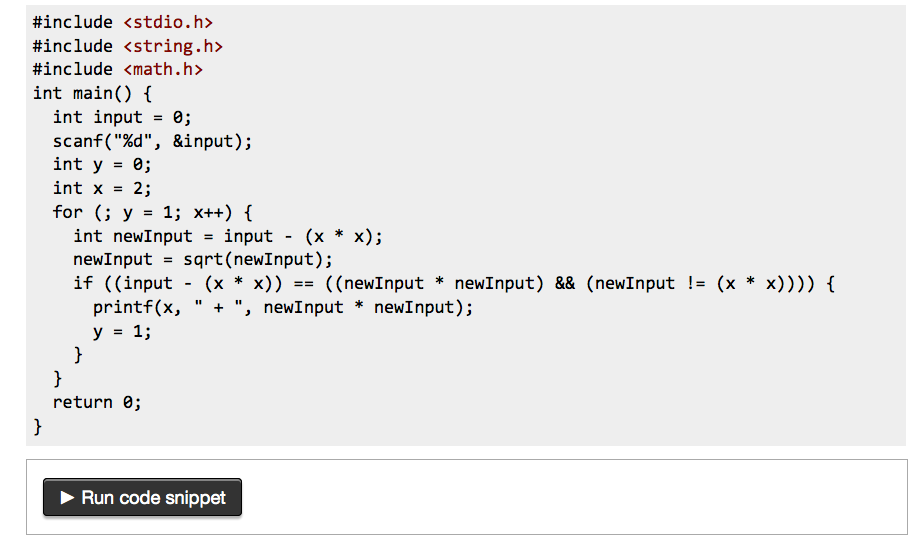 #include <stdio.h>
#include <string.h>
#include <math.h>
int main() {
  int input = 0;
  scanf("%d", &input);
  int y = 0;
  int x = 2;
  for (; y = 1; x++) {
    int newInput = input - (x * x);
    newInput = sqrt(newInput);
    if ((input - (x * x)) == ((newInput * newInput) && (newInput != (x * x)))) {
      printf(x, " + ", newInput * newInput);
      y = 1;
    }
  }
  return 0;
}
Run code snippet